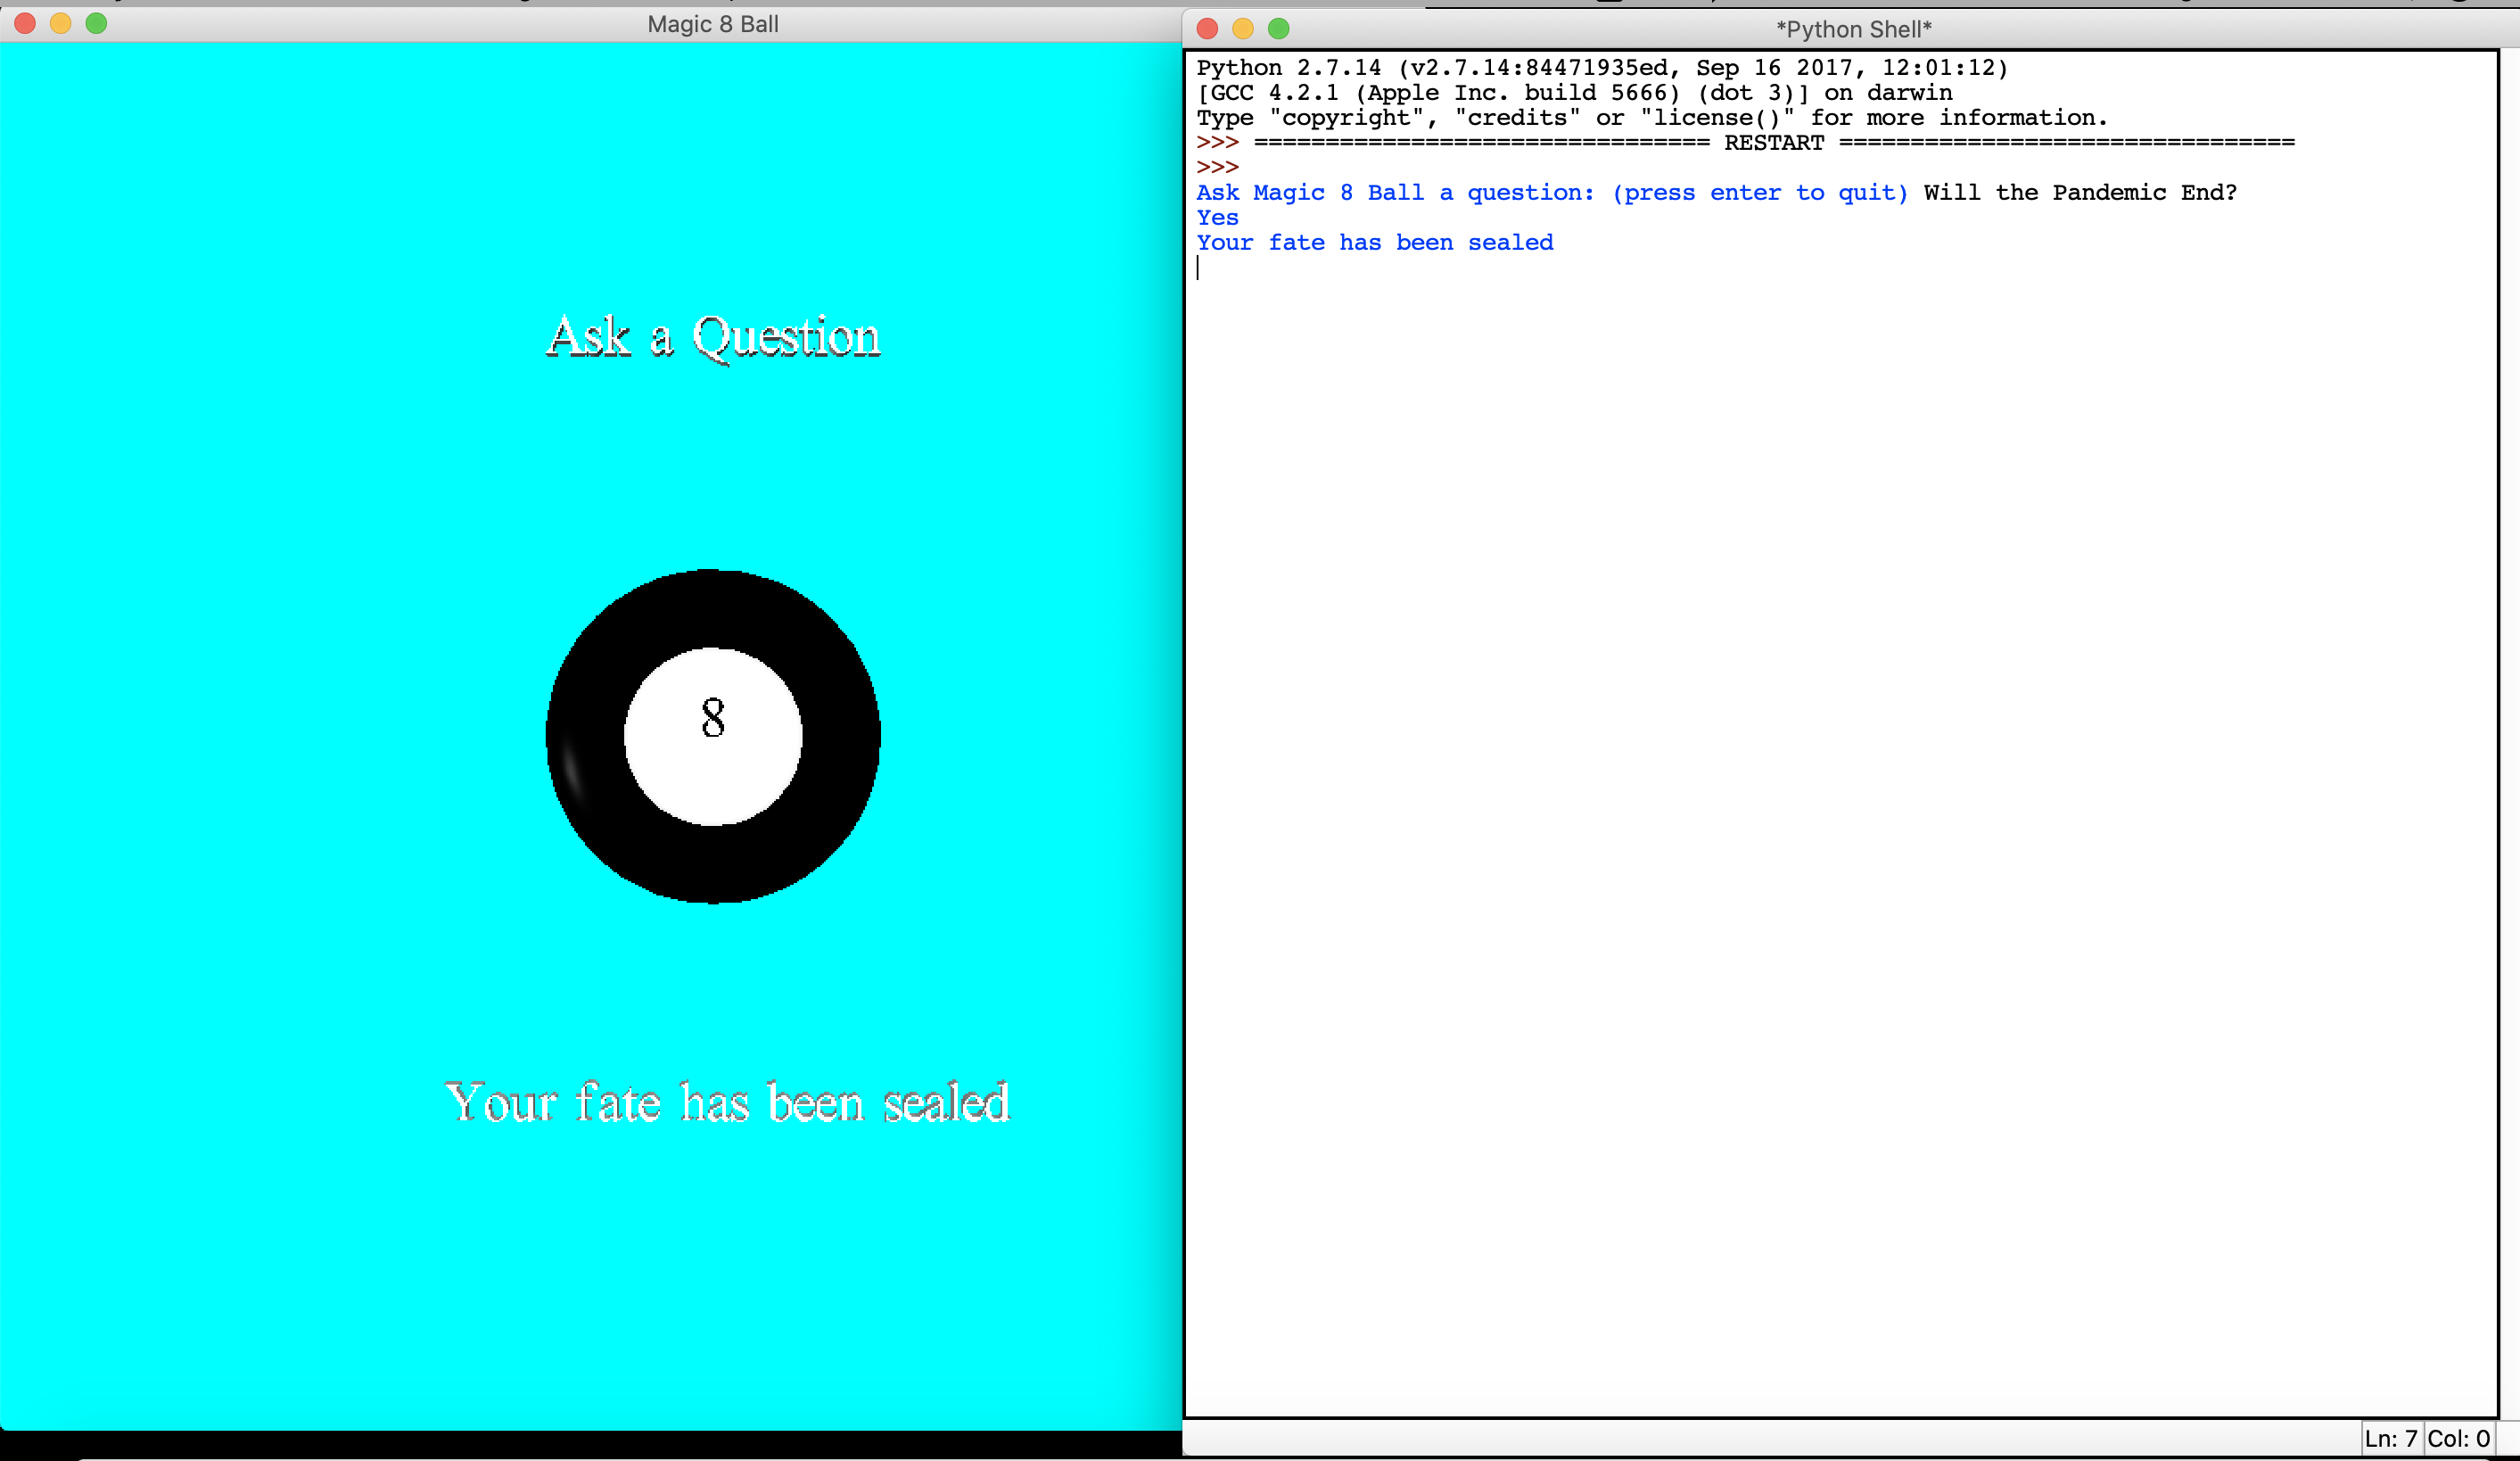 Magic 8 Ball
Ask a Question
8
Your fate has been sealed
*Python Shell*
Python 2.7.14 (v2.7.14:84471935ed, Sep 16 2017, 12:01:12)
[GCC 4.2.1 (Apple Inc. build 5666) (dot 3)] on darwin
Type "copyright", "credits" or "license()" for more information.
>>> ================================ RESTART ================================
>>>
Ask Magic 8 Ball a question: (press enter to quit) Will the Pandemic End?
Yes
Your fate has been sealed
Ln: 7 Col: 0